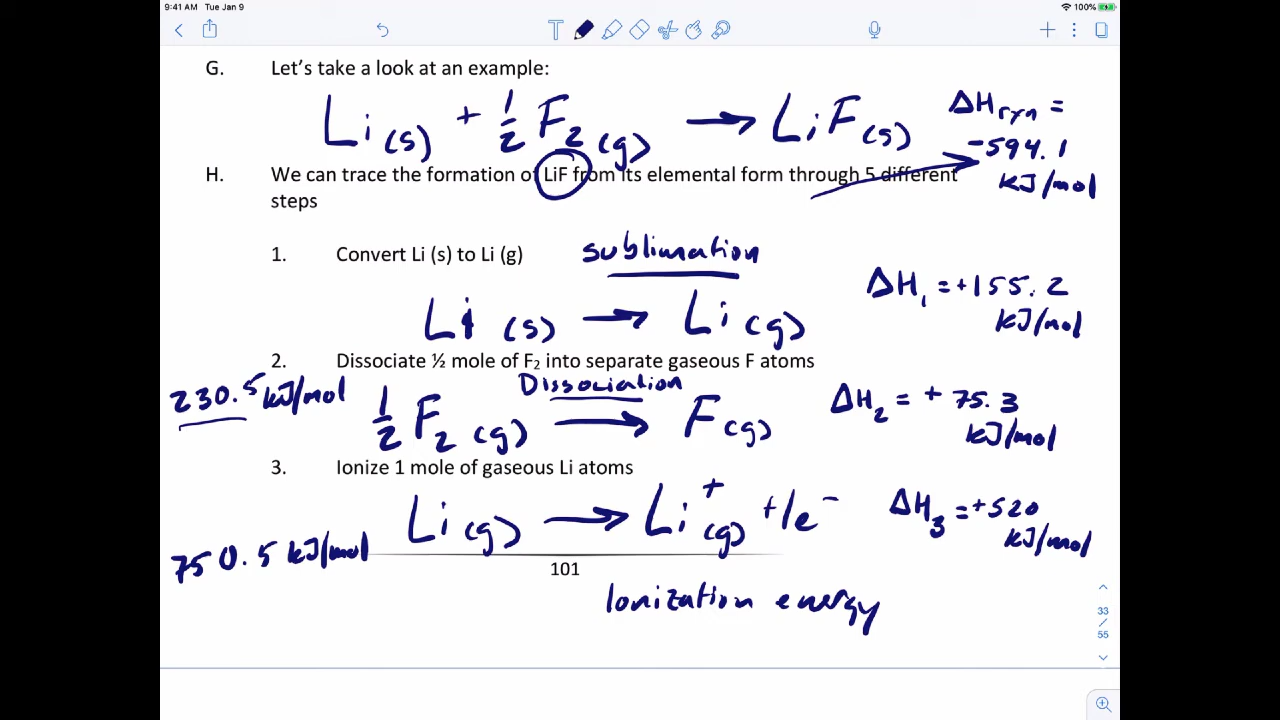 9:41 AM Tue Jan 9 100%
G. Let's take a look at an example:
Li(s) + 1/2 F2(g) → LiF(s) ΔHrxn = -594.1 kJ/mol
H. We can trace the formation of LiF from its elemental form through 5 different
steps
1. Convert Li (s) to Li (g) sublimation
Li(s) → Li(g) ΔH1 = +155.2 kJ/mol
2. Dissociate ½ mole of F2 into separate gaseous F atoms
Dissociation
230.5 kJ/mol 1/2 F2(g) → F(g) ΔH2 = +75.3 kJ/mol
3. Ionize 1 mole of gaseous Li atoms
Li(g) → Li+(g) + 1e- ΔH3 = +520 kJ/mol
750.5 kJ/mol
101
Ionization energy
33
/
55